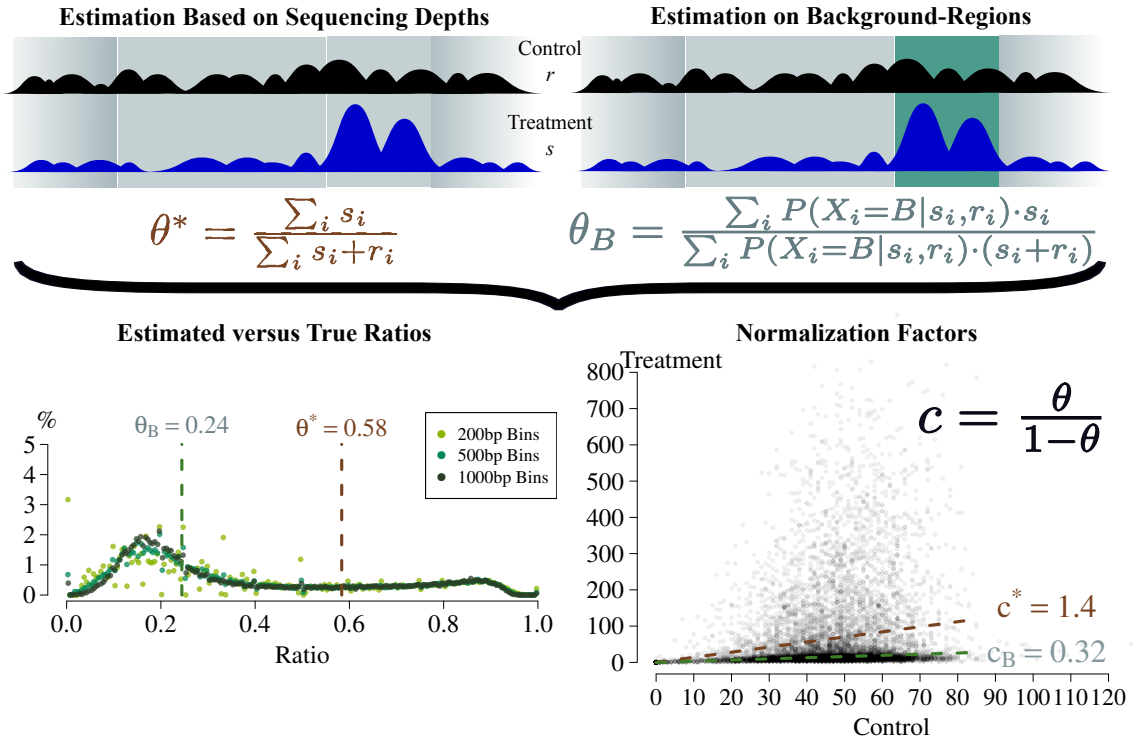 Estimation Based on Sequencing Depths
Estimation on Background-Regions
Control
r
Treatment
s
θ* = ∑ᵢ sᵢ / ∑ᵢ sᵢ+rᵢ
θ_B = ∑ᵢ P(Xᵢ=B|sᵢ,rᵢ)·sᵢ / ∑ᵢ P(Xᵢ=B|sᵢ,rᵢ)·(sᵢ+rᵢ)
Estimated versus True Ratios
%
θ_B = 0.24
θ* = 0.58
200bp Bins
500bp Bins
1000bp Bins
5
4
3
2
1
0
0.0 0.2 0.4 0.6 0.8 1.0
Ratio
Normalization Factors
Treatment
c = θ / 1−θ
800
700
600
500
400
300
200
100
0
c* = 1.4
c_B = 0.32
0 10 20 30 40 50 60 70 80 90 100 110 120
Control